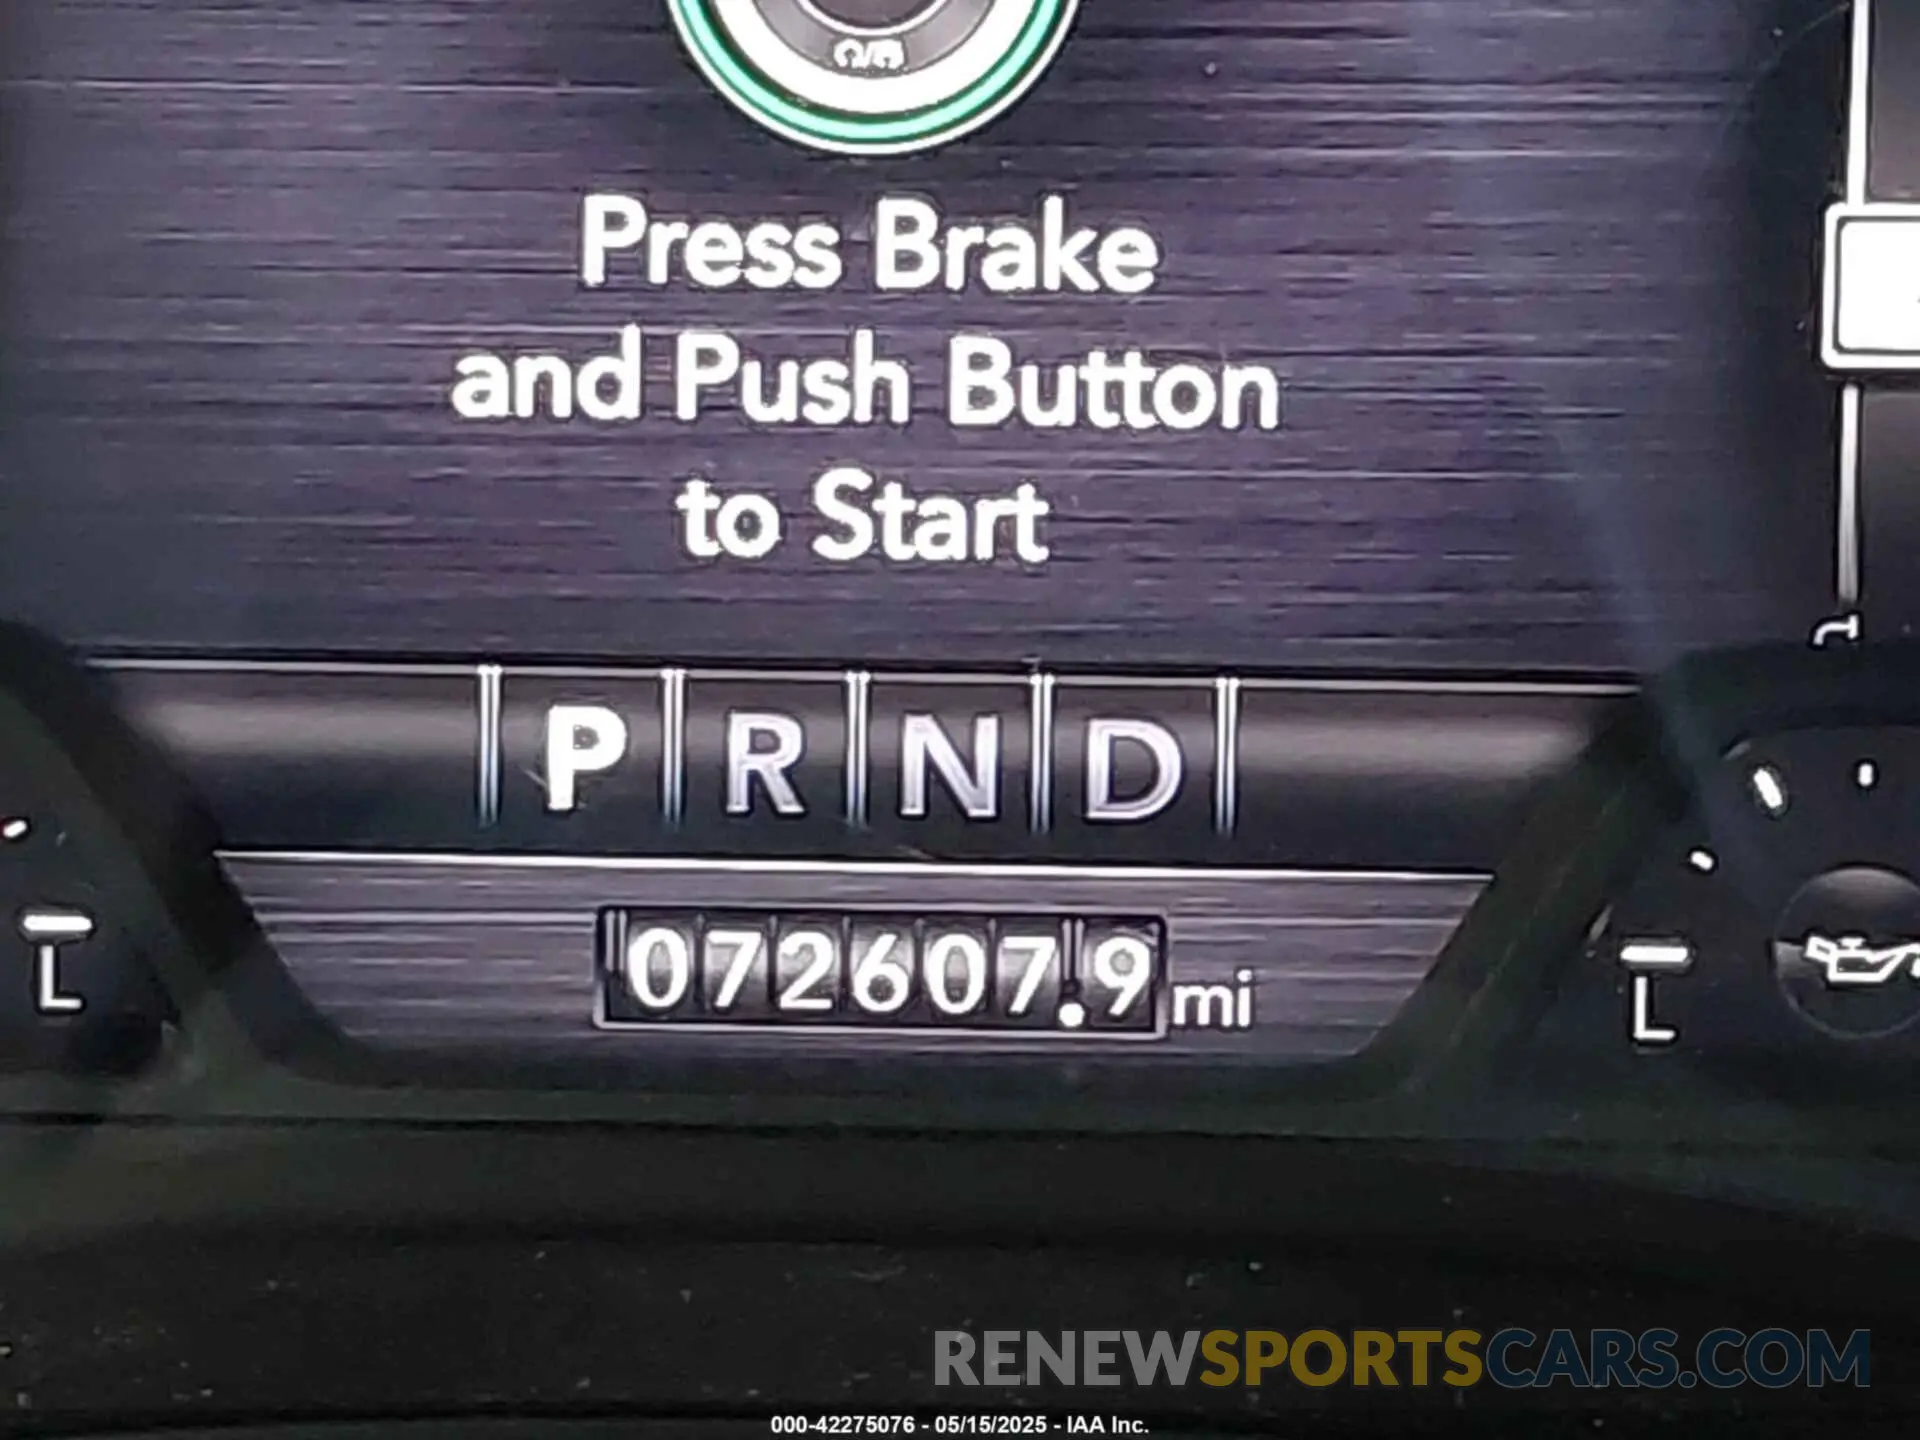 Press Brake
and Push Button
to Start
P R N D
072607.9 mi
L
L
RENEWSPORTSCARS.COM
000-42275076 - 05/15/2025 - IAA Inc.